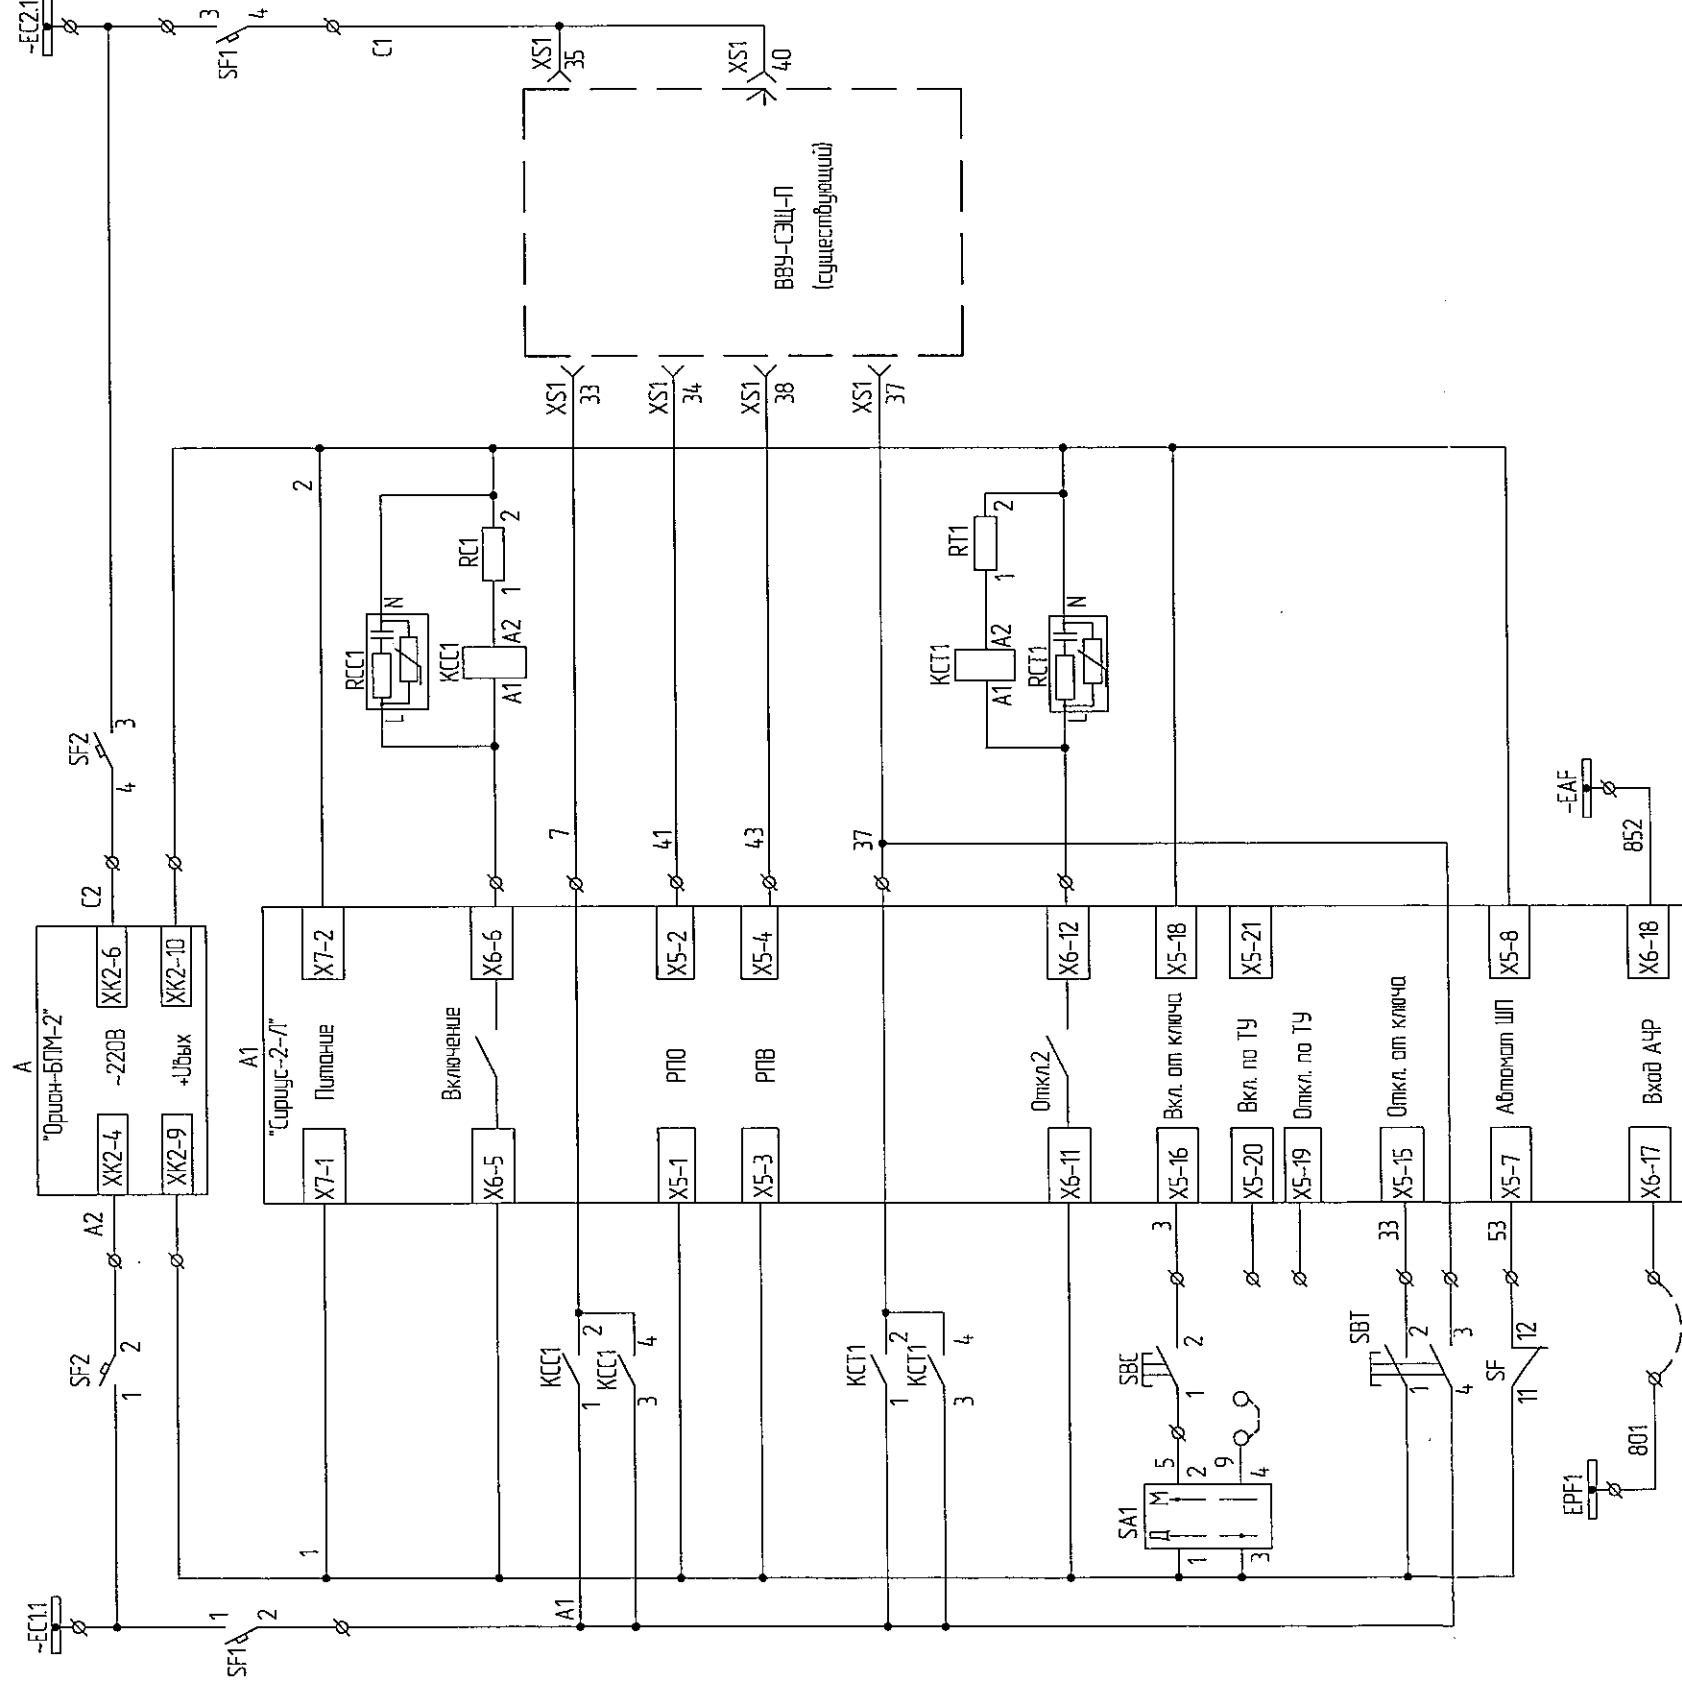 ~EC2.1
3
4
SF1
C1
XS1
35
XS1
40
ВВУ-СЭЩ-П
(существующий)
XS1
33
XS1
34
XS1
38
XS1
37
2
RCC1
N
L
RC1
1
2
KCC1
A1
A2
RT1
1
2
KCT1
A1
A2
RCT1
N
L
SF2
3
4
C2
7
41
43
37
-EAF
852
A
"Орион-БПМ-2"
XK2-4
~220В
XK2-6
XK2-9
+Uвых
XK2-10
A1
"Сириус-2-Л"
X7-1
Питание
X7-2
X6-5
Включение
X6-6
X5-1
РПО
X5-2
X5-3
РПВ
X5-4
X6-11
Откл.2
X6-12
X5-16
Вкл. от ключа
X5-18
X5-20
Вкл. по ТУ
X5-21
X5-19
Откл. по ТУ
X5-15
Откл. от ключа
X5-7
Автомат ШП
X5-8
X6-17
Вход АЧР
X6-18
A2
SF2
1
2
3
33
53
KCC1
1
2
KCC1
3
4
KCT1
1
2
KCT1
3
4
SBC
1
2
SBT
1
2
4
3
SF
11
12
SA1
Д
М
1
2
5
3
4
9
EPF1
801
1
~EC1.1
SF1
1
2
A1